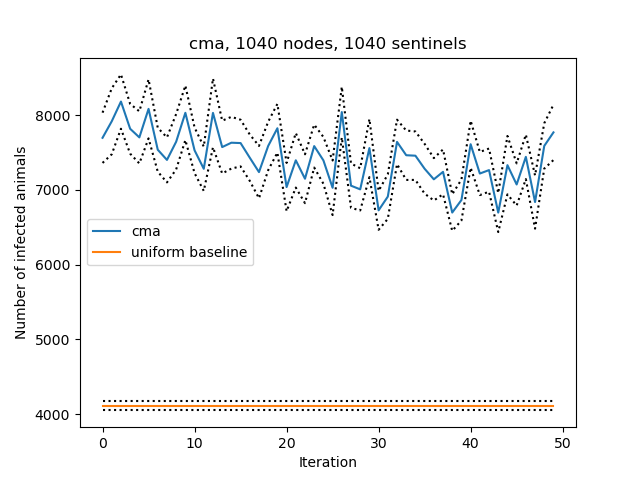 cma, 1040 nodes, 1040 sentinels
Number of infected animals
8000
7000
6000
5000
4000
cma
uniform baseline
0 10 20 30 40 50
Iteration